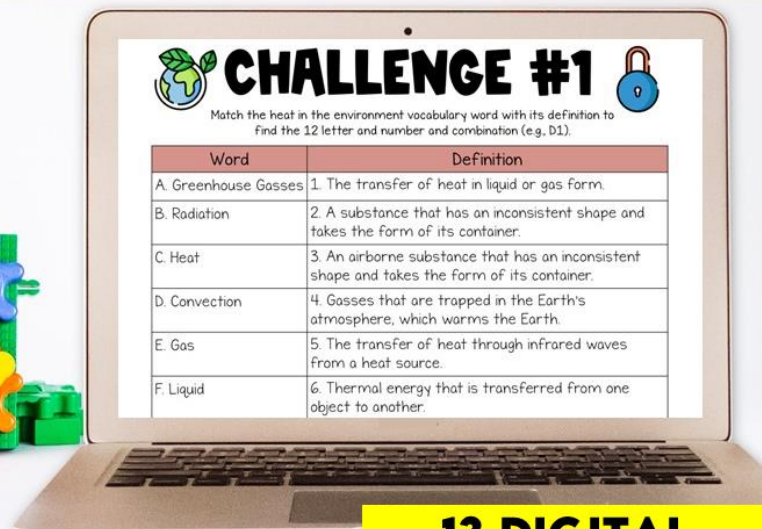 CHALLENGE #1
Match the heat in the environment vocabulary word with its definition to
find the 12 letter and number and combination (e.g., D1).
Word Definition
A. Greenhouse Gasses 1. The transfer of heat in liquid or gas form.
B. Radiation 2. A substance that has an inconsistent shape and
takes the form of its container.
C. Heat 3. An airborne substance that has an inconsistent
shape and takes the form of its container.
D. Convection 4. Gasses that are trapped in the Earth's
atmosphere, which warms the Earth.
E. Gas 5. The transfer of heat through infrared waves
from a heat source.
F. Liquid 6. Thermal energy that is transferred from one
object to another.
13 DIGITAL